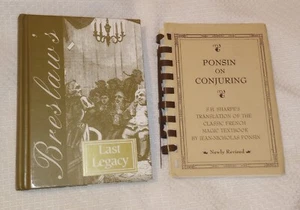 Breslaw's
Last
Legacy
PONSIN
ON
CONJURING
S.H. SHARPE'S
TRANSLATION OF THE
CLASSIC FRENCH
MAGIC TEXTBOOK
BY JEAN-NICHOLAS PONSIN
Newly Revised